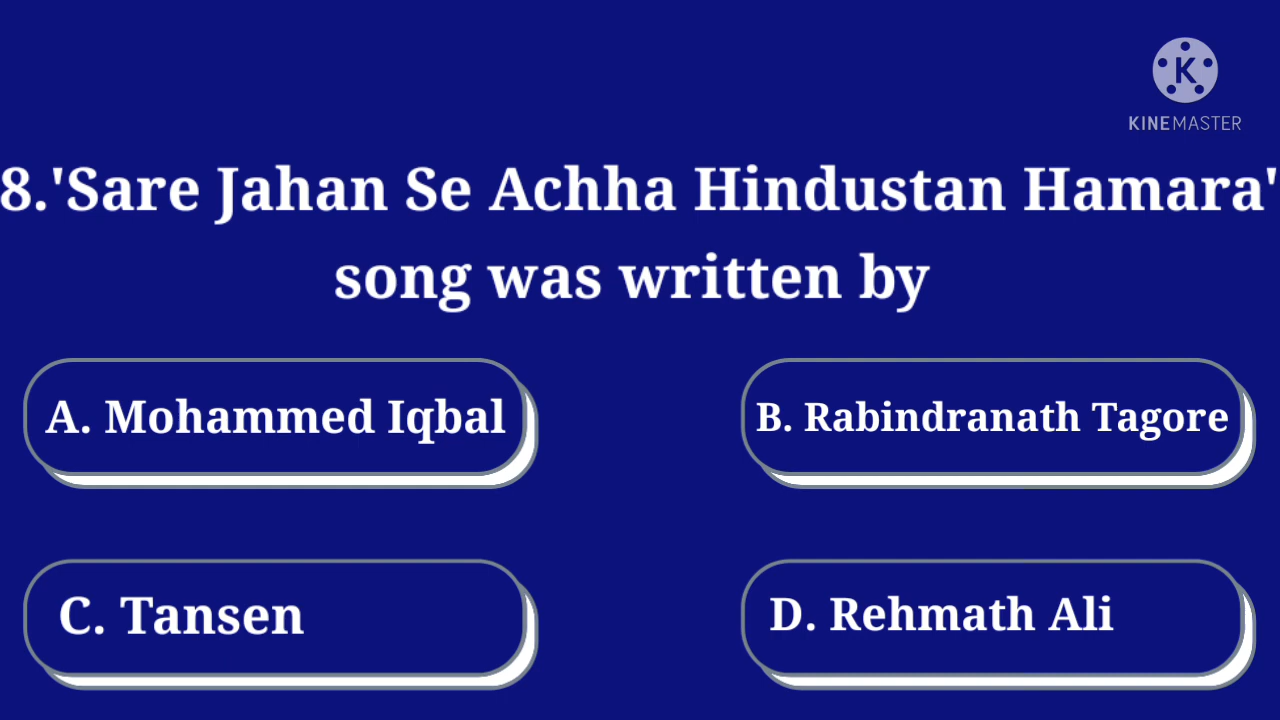 K
KINEMASTER
8.'Sare Jahan Se Achha Hindustan Hamara'
song was written by
A. Mohammed Iqbal
B. Rabindranath Tagore
C. Tansen
D. Rehmath Ali